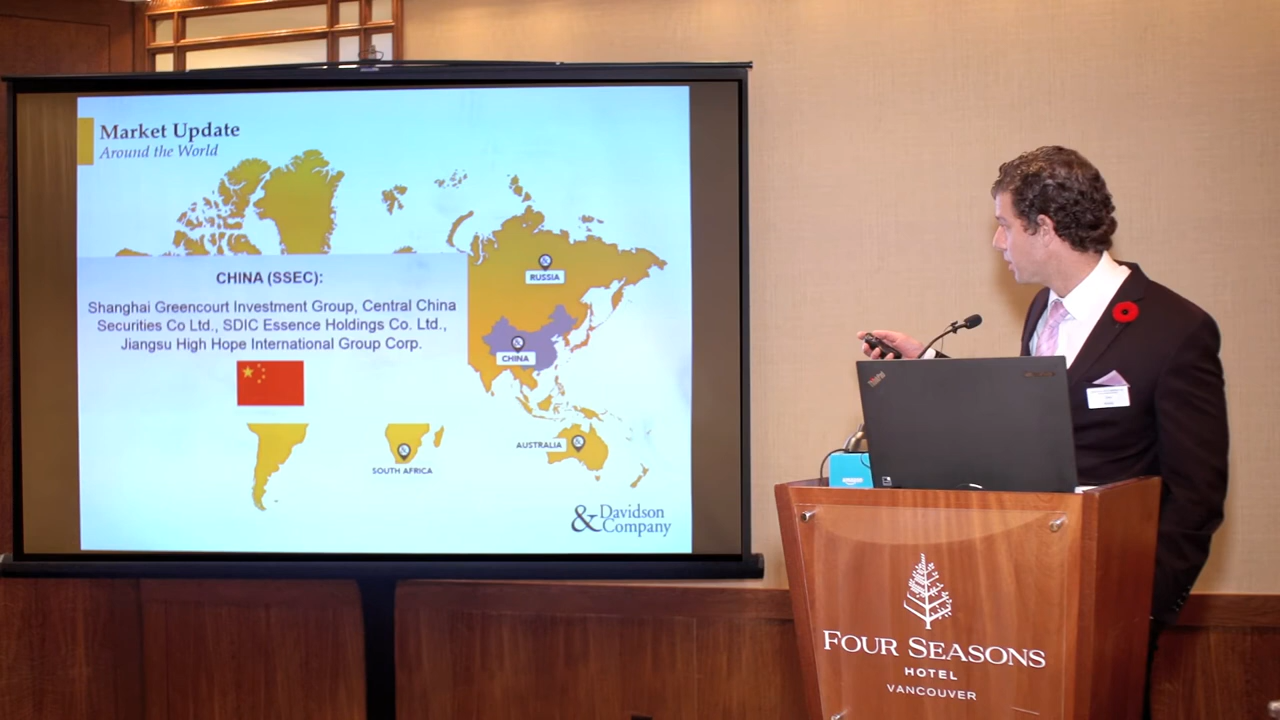 Market Update
Around the World
CHINA (SSEC):
Shanghai Greencourt Investment Group, Central China
Securities Co Ltd., SDIC Essence Holdings Co. Ltd.,
Jiangsu High Hope International Group Corp.
RUSSIA
CHINA
AUSTRALIA
SOUTH AFRICA
& Davidson
Company
ThinkPad
amazon
FOUR SEASONS
HOTEL
VANCOUVER